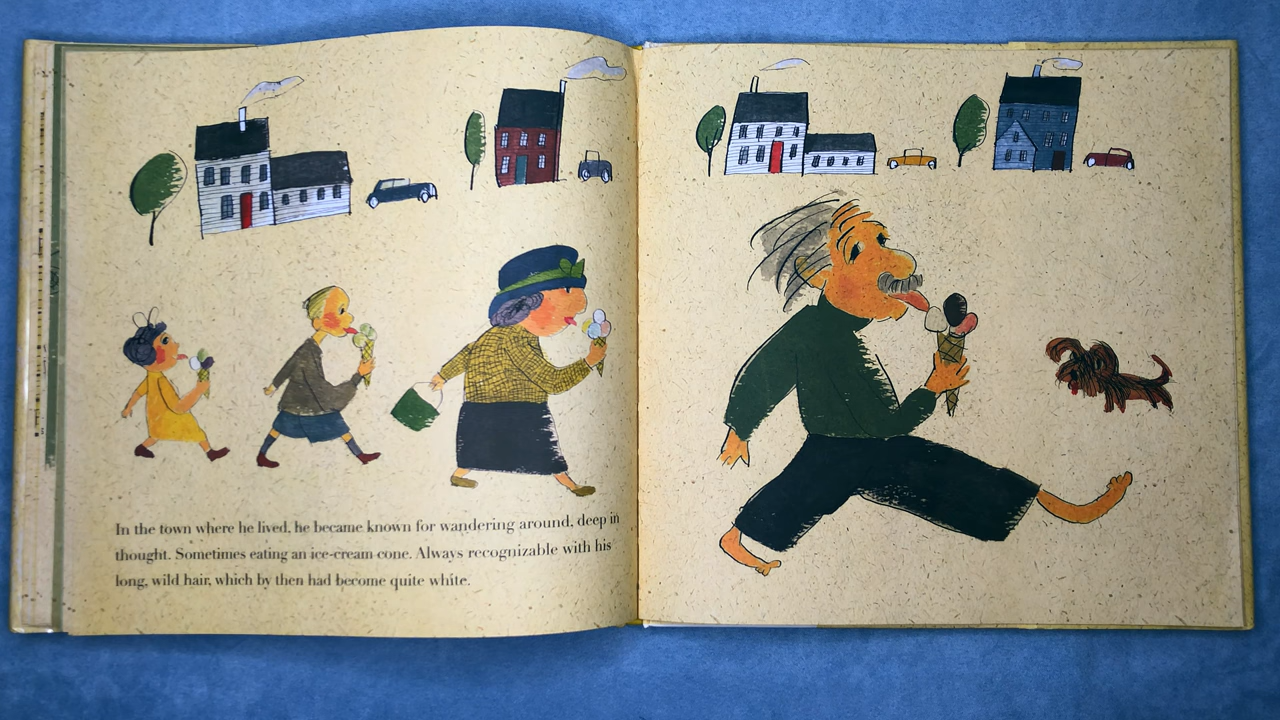 In the town where he lived, he became known for wandering around, deep in
thought. Sometimes eating an ice-cream cone. Always recognizable with his
long, wild hair, which by then had become quite white.